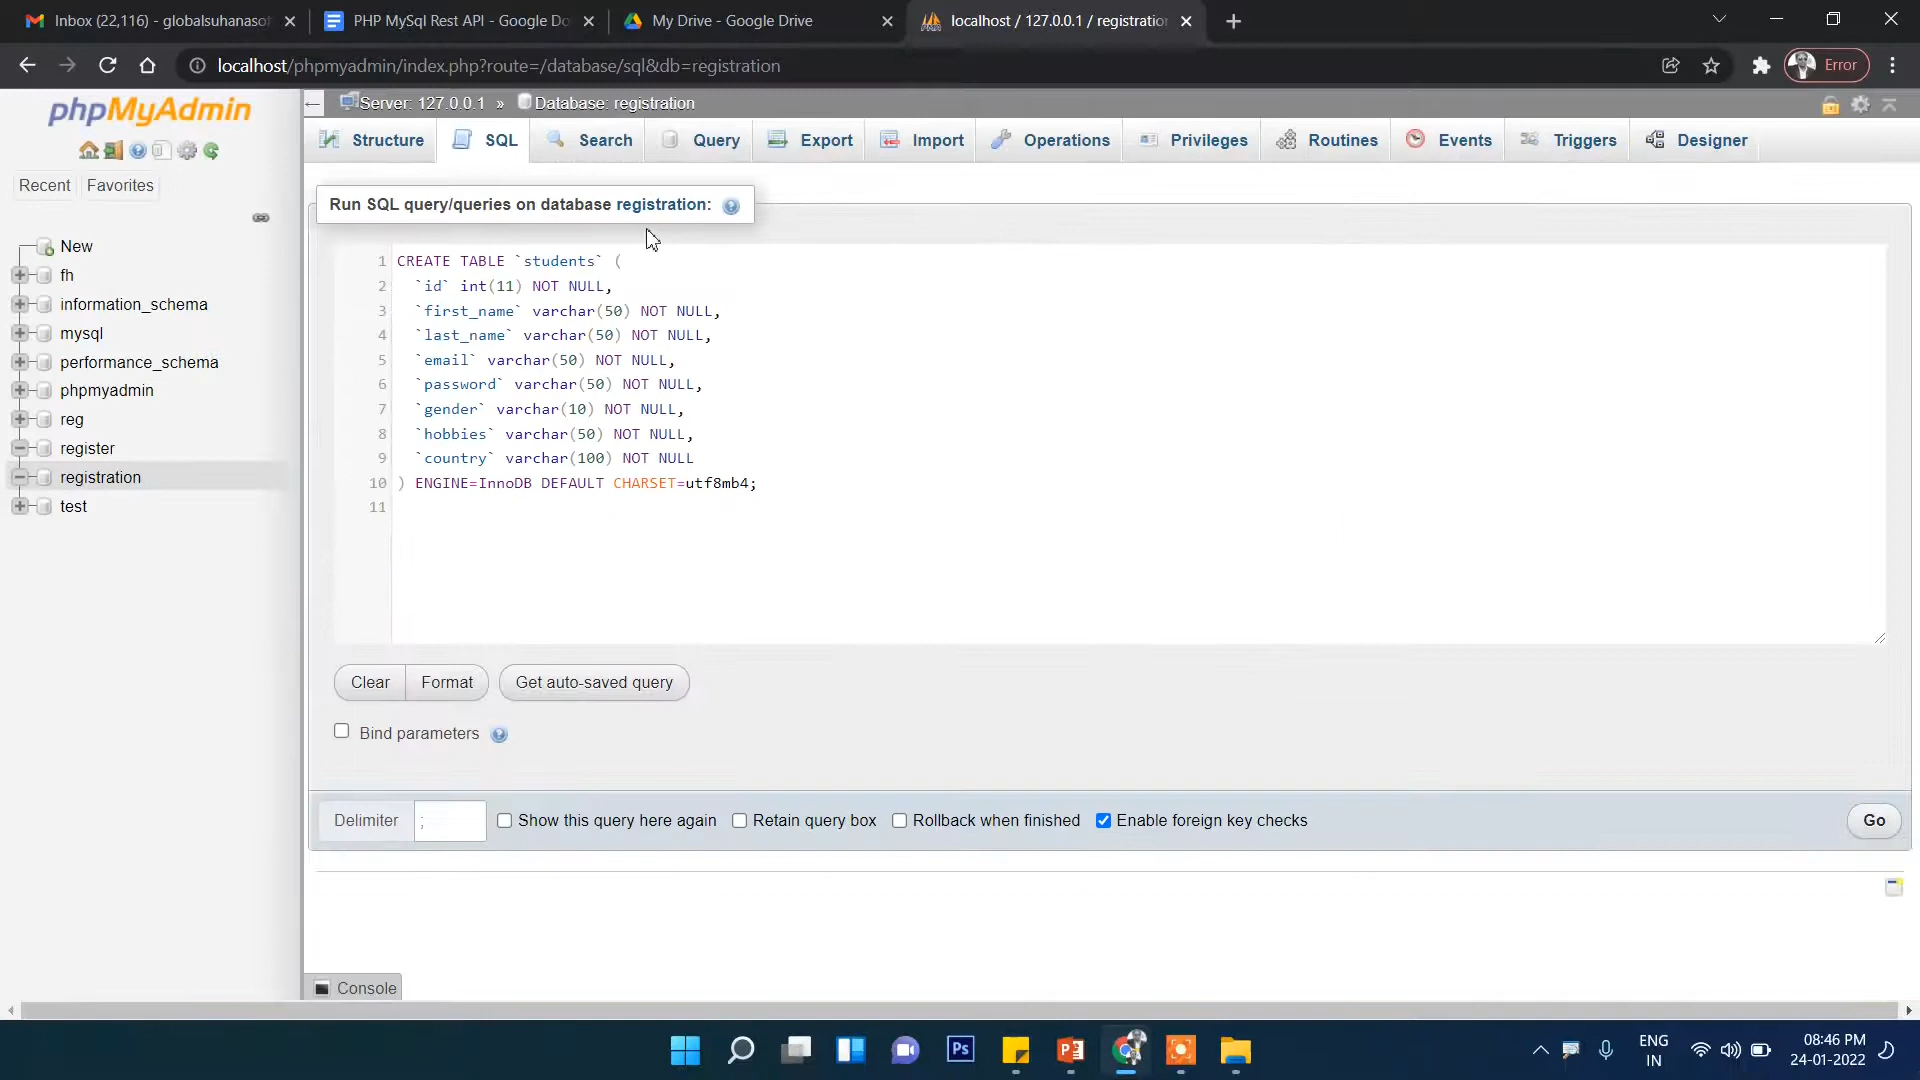 Inbox (22,116) - globalsuhanaso
PHP MySql Rest API - Google Do
My Drive - Google Drive
localhost / 127.0.0.1 / registratio
localhost/phpmyadmin/index.php?route=/database/sql&db=registration
Error
phpMyAdmin
Recent
Favorites
New
fh
information_schema
mysql
performance_schema
phpmyadmin
reg
register
registration
test
Server: 127.0.0.1 » Database: registration
Structure
SQL
Search
Query
Export
Import
Operations
Privileges
Routines
Events
Triggers
Designer
Run SQL query/queries on database registration:
1 CREATE TABLE `students` (
2 `id` int(11) NOT NULL,
3 `first_name` varchar(50) NOT NULL,
4 `last_name` varchar(50) NOT NULL,
5 `email` varchar(50) NOT NULL,
6 `password` varchar(50) NOT NULL,
7 `gender` varchar(10) NOT NULL,
8 `hobbies` varchar(50) NOT NULL,
9 `country` varchar(100) NOT NULL
10 ) ENGINE=InnoDB DEFAULT CHARSET=utf8mb4;
11
Clear
Format
Get auto-saved query
Bind parameters
Delimiter ;
Show this query here again
Retain query box
Rollback when finished
Enable foreign key checks
Go
Console
Ps
ENG
IN
08:46 PM
24-01-2022